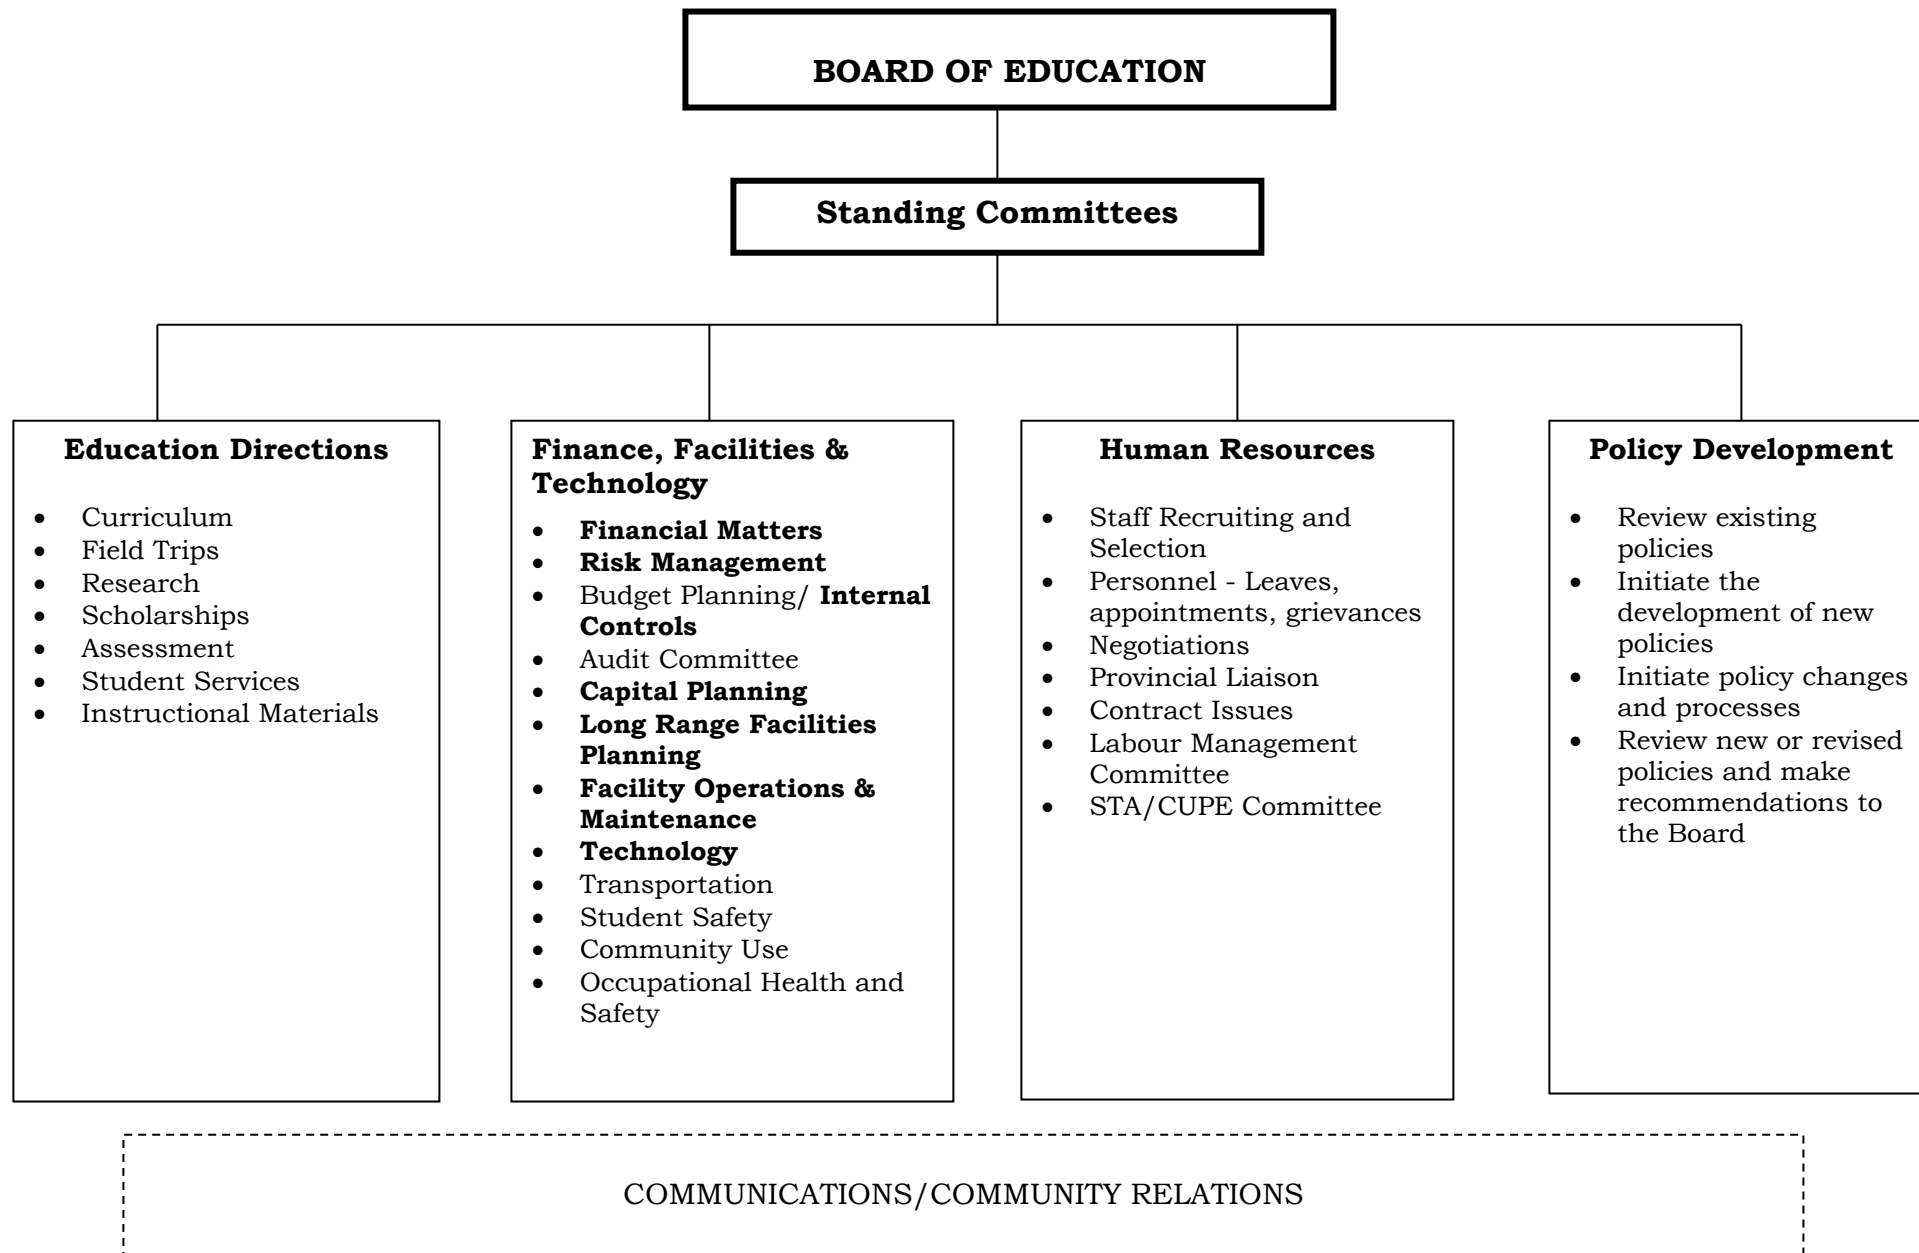 BOARD OF EDUCATION
Standing Committees
Education Directions
• Curriculum
• Field Trips
• Research
• Scholarships
• Assessment
• Student Services
• Instructional Materials
Finance, Facilities &
Technology
• Financial Matters
• Risk Management
• Budget Planning/ Internal
Controls
• Audit Committee
• Capital Planning
• Long Range Facilities
Planning
• Facility Operations &
Maintenance
• Technology
• Transportation
• Student Safety
• Community Use
• Occupational Health and
Safety
Human Resources
• Staff Recruiting and
Selection
• Personnel - Leaves,
appointments, grievances
• Negotiations
• Provincial Liaison
• Contract Issues
• Labour Management
Committee
• STA/CUPE Committee
Policy Development
• Review existing
policies
• Initiate the
development of new
policies
• Initiate policy changes
and processes
• Review new or revised
policies and make
recommendations to
the Board
COMMUNICATIONS/COMMUNITY RELATIONS